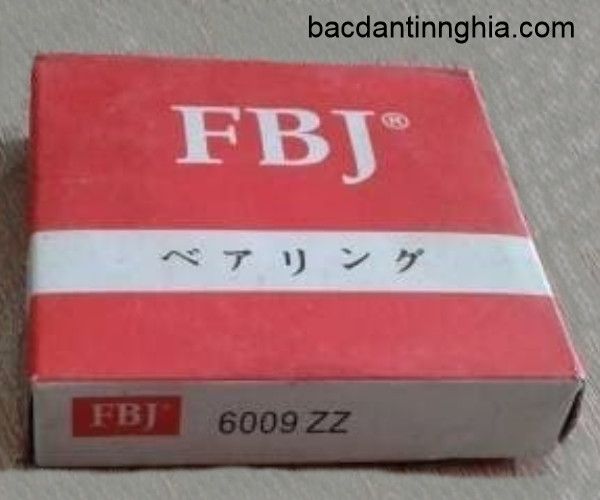 bacdantinnghia.com
FBJ®
ベアリング
FBJ
6009 ZZ